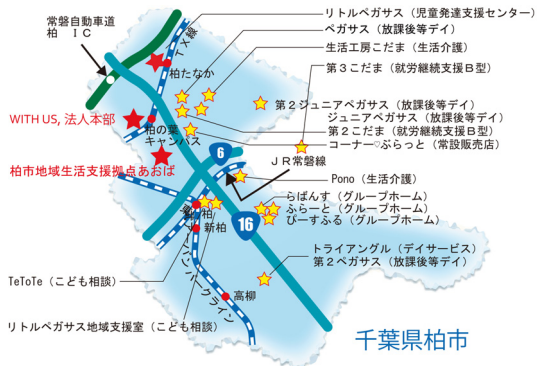 リトルペガサス（児童発達支援センター）
ペガサス（放課後等デイ）
生活工房こだま（生活介護）
第３こだま（就労継続支援Ｂ型）
常磐自動車道
柏　ＩＣ
ＴＸ線
柏たなか
第２ジュニアペガサス（放課後等デイ）
ジュニアペガサス（放課後等デイ）
第２こだま（就労継続支援Ｂ型）
コーナー♡ぶらっと（常設販売店）
WITH US, 法人本部
柏の葉
キャンパス
柏市地域生活支援拠点あおば
6
ＪＲ常磐線
Pono（生活介護）
らばんす（グループホーム）
ふらーと（グループホーム）
ぴーすふる（グループホーム）
柏
新柏
16
トライアングル（デイサービス）
第２ペガサス（放課後等デイ）
TeToTe（こども相談）
高柳
リトルペガサス地域支援室（こども相談）
千葉県柏市